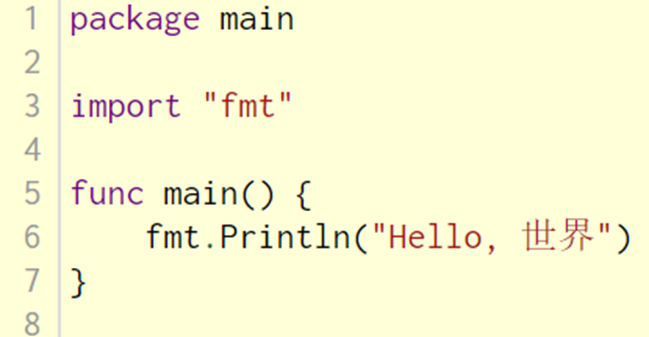 1 package main
2
3 import "fmt"
4
5 func main() {
6     fmt.Println("Hello, 世界")
7 }
8